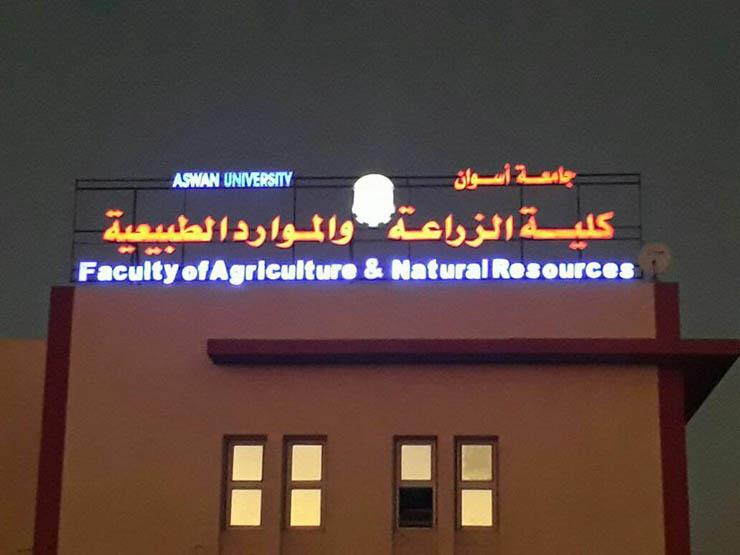 ASWAN UNIVERSITY
جامعة أسوان
كلية الزراعة والموارد الطبيعية
Faculty of Agriculture & Natural Resources